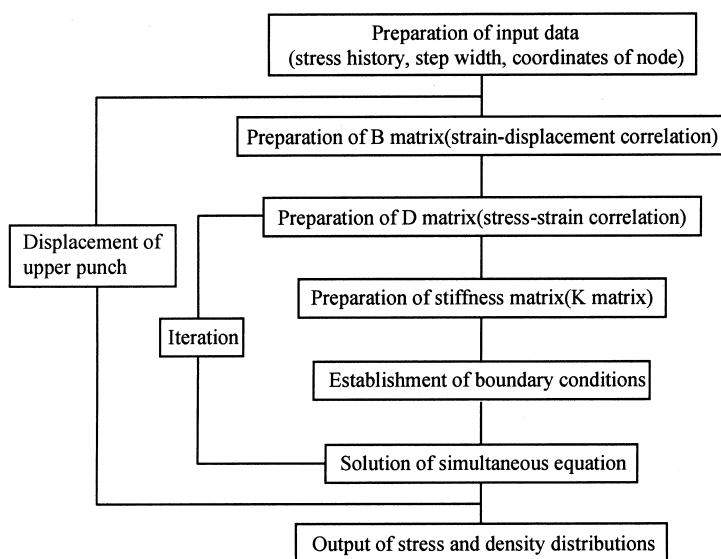 Preparation of input data
(stress history, step width, coordinates of node)
Preparation of B matrix(strain-displacement correlation)
Preparation of D matrix(stress-strain correlation)
Displacement of
upper punch
Preparation of stiffness matrix(K matrix)
Iteration
Establishment of boundary conditions
Solution of simultaneous equation
Output of stress and density distributions